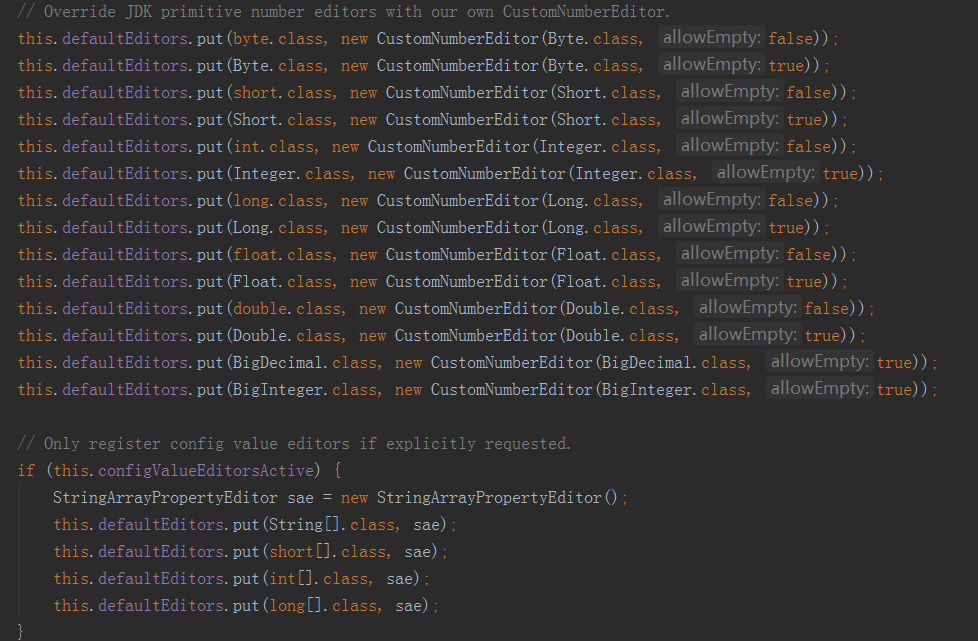 // Override JDK primitive number editors with our own CustomNumberEditor.
this.defaultEditors.put(byte.class, new CustomNumberEditor(Byte.class, allowEmpty: false));
this.defaultEditors.put(Byte.class, new CustomNumberEditor(Byte.class, allowEmpty: true));
this.defaultEditors.put(short.class, new CustomNumberEditor(Short.class, allowEmpty: false));
this.defaultEditors.put(Short.class, new CustomNumberEditor(Short.class, allowEmpty: true));
this.defaultEditors.put(int.class, new CustomNumberEditor(Integer.class, allowEmpty: false));
this.defaultEditors.put(Integer.class, new CustomNumberEditor(Integer.class, allowEmpty: true));
this.defaultEditors.put(long.class, new CustomNumberEditor(Long.class, allowEmpty: false));
this.defaultEditors.put(Long.class, new CustomNumberEditor(Long.class, allowEmpty: true));
this.defaultEditors.put(float.class, new CustomNumberEditor(Float.class, allowEmpty: false));
this.defaultEditors.put(Float.class, new CustomNumberEditor(Float.class, allowEmpty: true));
this.defaultEditors.put(double.class, new CustomNumberEditor(Double.class, allowEmpty: false));
this.defaultEditors.put(Double.class, new CustomNumberEditor(Double.class, allowEmpty: true));
this.defaultEditors.put(BigDecimal.class, new CustomNumberEditor(BigDecimal.class, allowEmpty: true));
this.defaultEditors.put(BigInteger.class, new CustomNumberEditor(BigInteger.class, allowEmpty: true));
// Only register config value editors if explicitly requested.
if (this.configValueEditorsActive) {
StringArrayPropertyEditor sae = new StringArrayPropertyEditor();
this.defaultEditors.put(String[].class, sae);
this.defaultEditors.put(short[].class, sae);
this.defaultEditors.put(int[].class, sae);
this.defaultEditors.put(long[].class, sae);
}